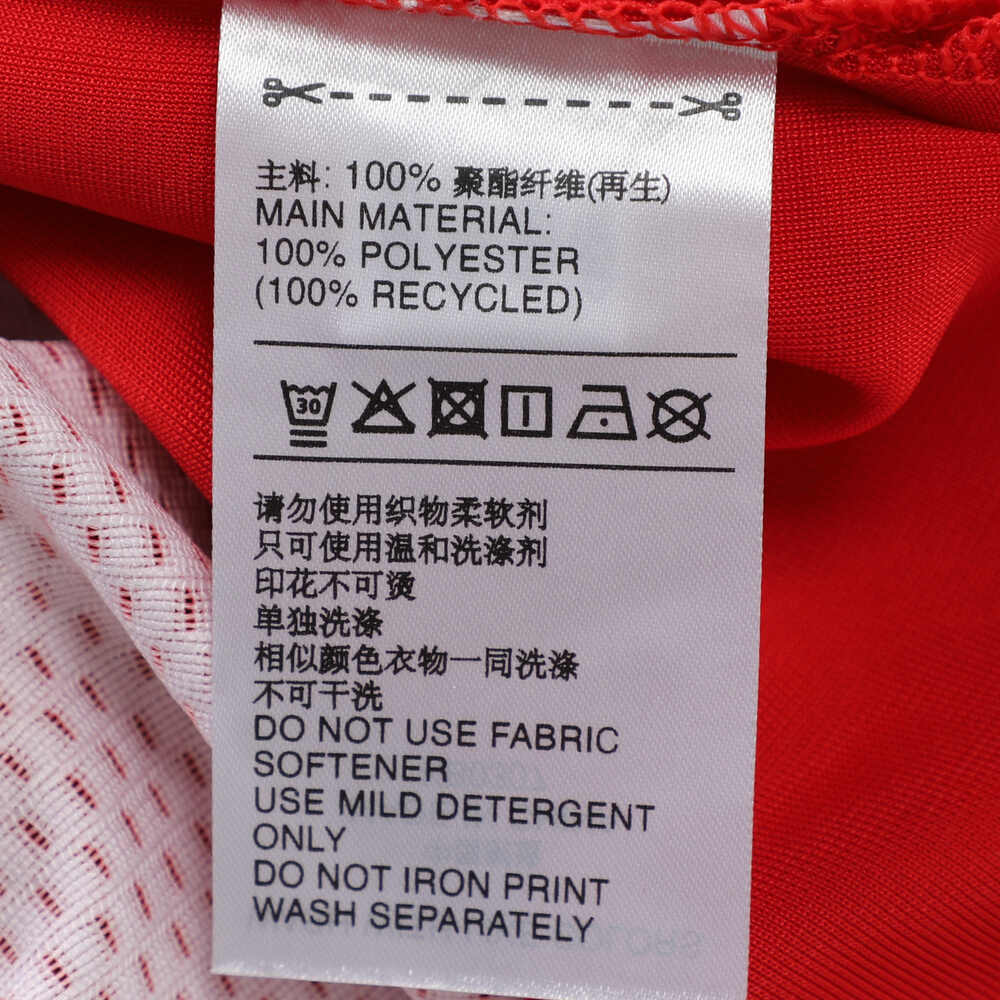 主料: 100% 聚酯纤维(再生)
MAIN MATERIAL:
100% POLYESTER
(100% RECYCLED)
30
请勿使用织物柔软剂
只可使用温和洗涤剂
印花不可烫
单独洗涤
相似颜色衣物一同洗涤
不可干洗
DO NOT USE FABRIC
SOFTENER
USE MILD DETERGENT
ONLY
DO NOT IRON PRINT
WASH SEPARATELY